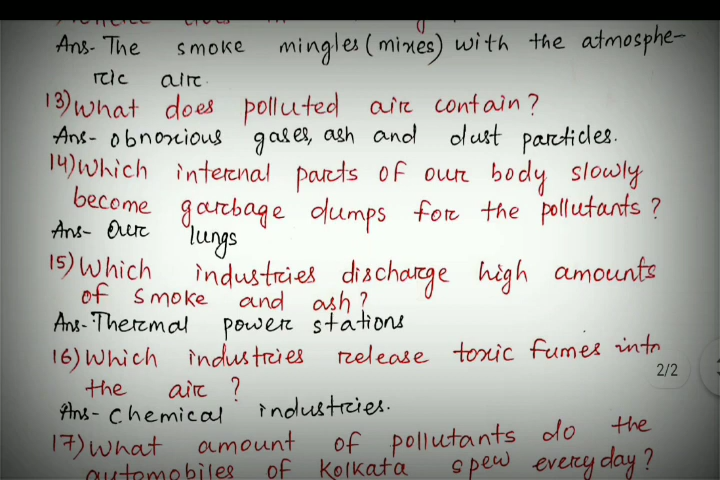 Ans- The smoke mingles (mixes) with the atmosphe-
ric air.
13) What does polluted air contain?
Ans- obnoxious gases, ash and dust particles.
14) Which internal parts of our body slowly
become garbage dumps for the pollutants?
Ans- Our lungs
15) Which industries discharge high amounts
of smoke and ash?
Ans- Thermal power stations
16) Which industries release toxic fumes into
2/2
the air?
Ans- Chemical industries.
17) What amount of pollutants do the
automobiles of Kolkata spew everyday?